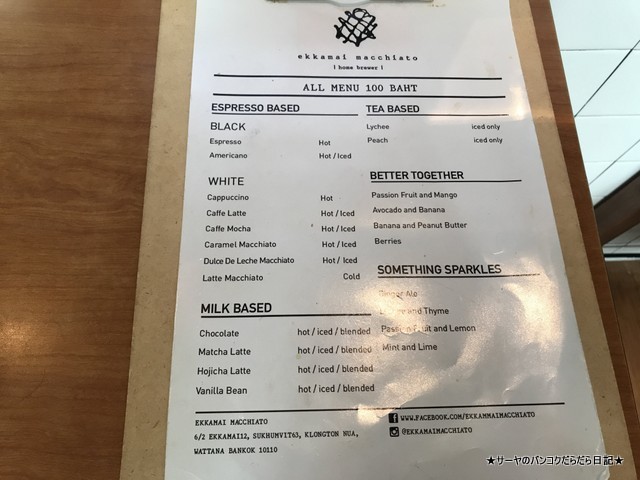 ekkamai macchiato
[ home brewer ]
ALL MENU 100 BAHT
ESPRESSO BASED
BLACK
Espresso Hot
Americano Hot / Iced
WHITE
Cappuccino Hot
Caffe Latte Hot / Iced
Caffe Mocha Hot / Iced
Caramel Macchiato Hot / Iced
Dulce De Leche Macchiato Hot / Iced
Latte Macchiato Cold
MILK BASED
Chocolate hot / iced / blended
Matcha Latte hot / iced / blended
Hojicha Latte hot / iced / blended
Vanilla Bean hot / iced / blended
TEA BASED
Lychee iced only
Peach iced only
BETTER TOGETHER
Passion Fruit and Mango
Avocado and Banana
Banana and Peanut Butter
Berries
SOMETHING SPARKLES
Ginger Ale
and Thyme
Passion Fruit and Lemon
Mint and Lime
EKKAMAI MACCHIATO
6/2 EKKAMAI12, SUKHUMVIT63, KLONGTON NUA,
WATTANA BANKOK 10110
WWW.FACEBOOK.COM/EKKAMMAIMACCHIATO
@EKKAMAIMACCHIATO
★サーヤのバンコクだらだら日記★